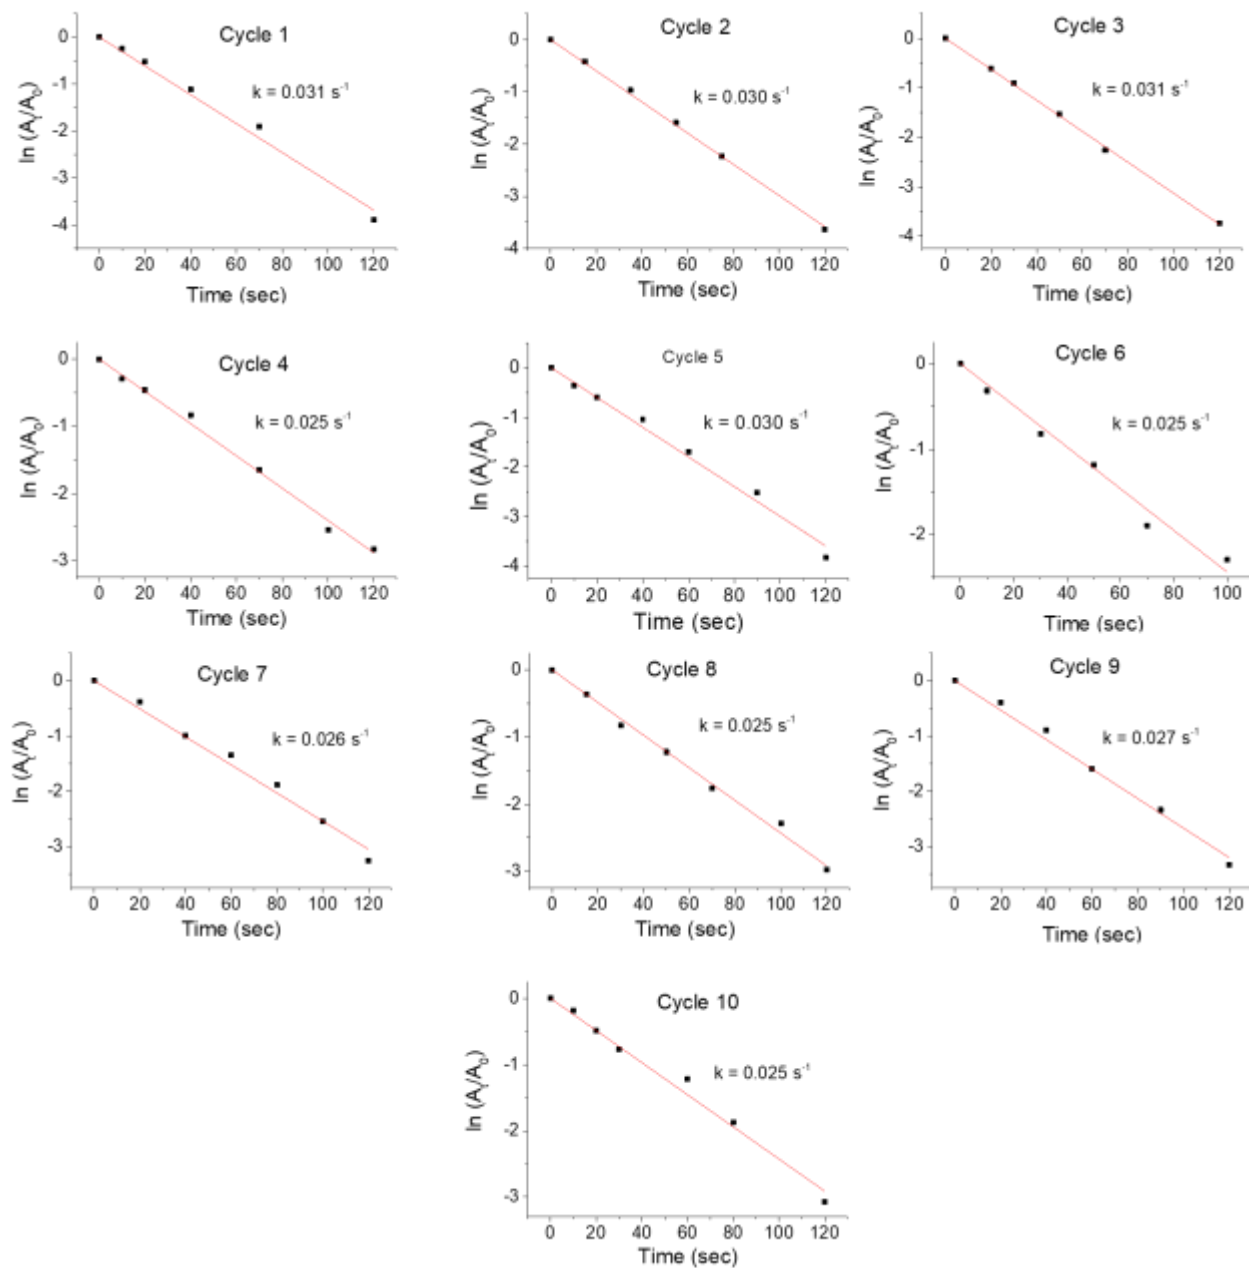 Cycle 1
k = 0.031 s⁻¹
ln (Aₜ/A₀)
0
-1
-2
-3
-4
0 20 40 60 80 100 120
Time (sec)
Cycle 2
k = 0.030 s⁻¹
ln (Aₜ/A₀)
0
-1
-2
-3
-4
0 20 40 60 80 100 120
Time (sec)
Cycle 3
k = 0.031 s⁻¹
ln (Aₜ/A₀)
0
-1
-2
-3
-4
0 20 40 60 80 100 120
Time (sec)
Cycle 4
k = 0.025 s⁻¹
ln (Aₜ/A₀)
0
-1
-2
-3
0 20 40 60 80 100 120
Time (sec)
Cycle 5
k = 0.030 s⁻¹
ln (Aₜ/A₀)
0
-1
-2
-3
-4
0 20 40 60 80 100 120
Time (sec)
Cycle 6
k = 0.025 s⁻¹
ln (Aₜ/A₀)
0
-1
-2
0 20 40 60 80 100
Time (sec)
Cycle 7
k = 0.026 s⁻¹
ln (Aₜ/A₀)
0
-1
-2
-3
0 20 40 60 80 100 120
Time (sec)
Cycle 8
k = 0.025 s⁻¹
ln (Aₜ/A₀)
0
-1
-2
-3
0 20 40 60 80 100 120
Time (sec)
Cycle 9
k = 0.027 s⁻¹
ln (Aₜ/A₀)
0
-1
-2
-3
0 20 40 60 80 100 120
Time (sec)
Cycle 10
k = 0.025 s⁻¹
ln (Aₜ/A₀)
0
-1
-2
-3
0 20 40 60 80 100 120
Time (sec)